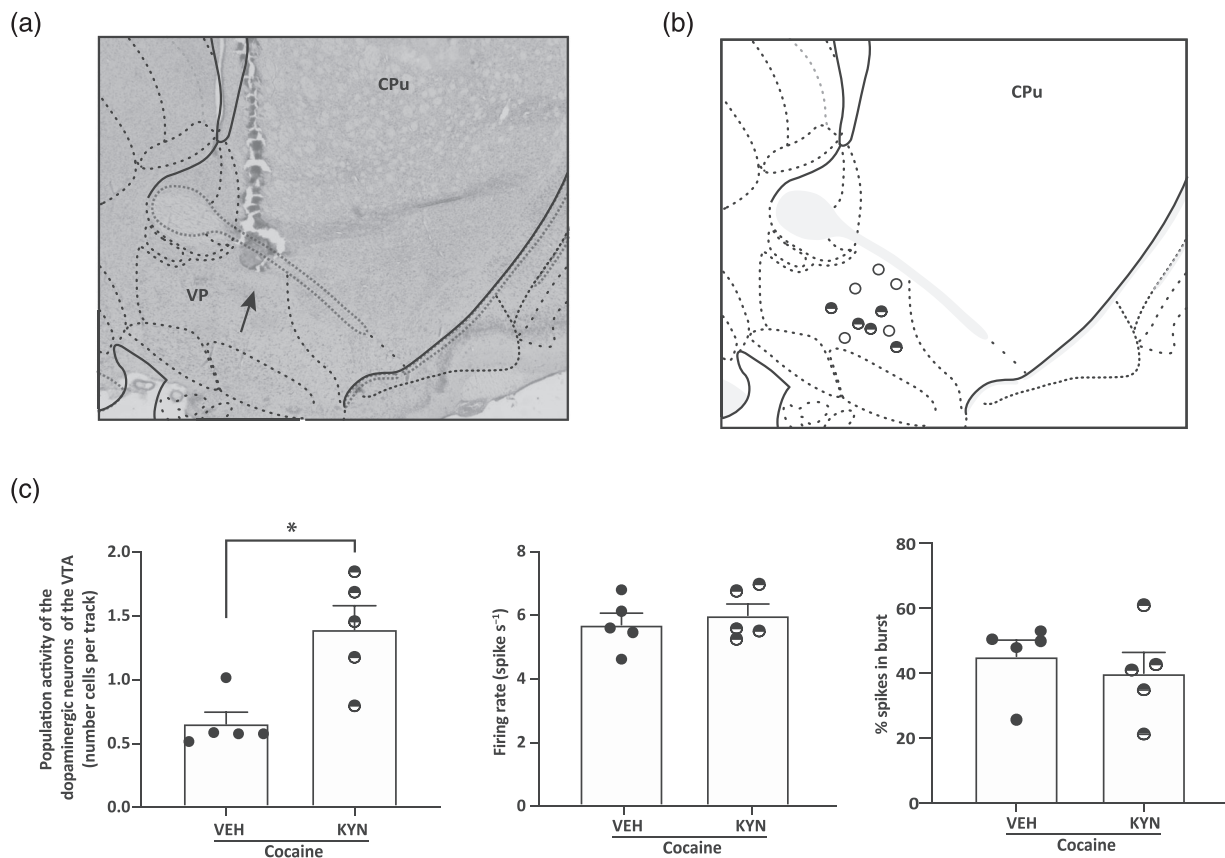 (a)
(b)
CPu
VP
CPu
(c)
Population activity of the
dopaminergic neurons of the VTA
(number cells per track)
2.0
1.5
1.0
0.5
0.0
*
VEH
KYN
Cocaine
Firing rate (spike s⁻¹)
8
6
4
2
0
VEH
KYN
Cocaine
% spikes in burst
80
60
40
20
0
VEH
KYN
Cocaine